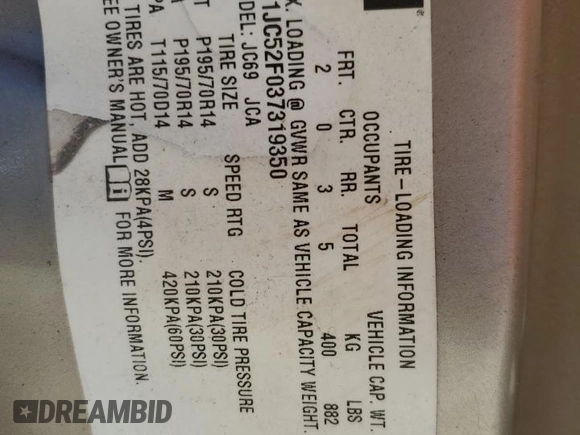 TIRE-LOADING INFORMATION
OCCUPANTS VEHICLE CAP. WT.
FRT. CTR. RR. TOTAL KG LBS
2 0 3 5 400 882
X. LOADING @ GVWR SAME AS VEHICLE CAPACITY WEIGHT.
1JC52F037319350
DEL: JC69 JCA
TIRE SIZE SPEED RTG COLD TIRE PRESSURE
T P195/70R14 S 210KPA(30PSI)
P195/70R14 S 210KPA(30PSI)
PA T115/70D14 M 420KPA(60PSI)
TIRES ARE HOT, ADD 28KPA(4PSI).
EE OWNER'S MANUAL FOR MORE INFORMATION.
DREAMBID